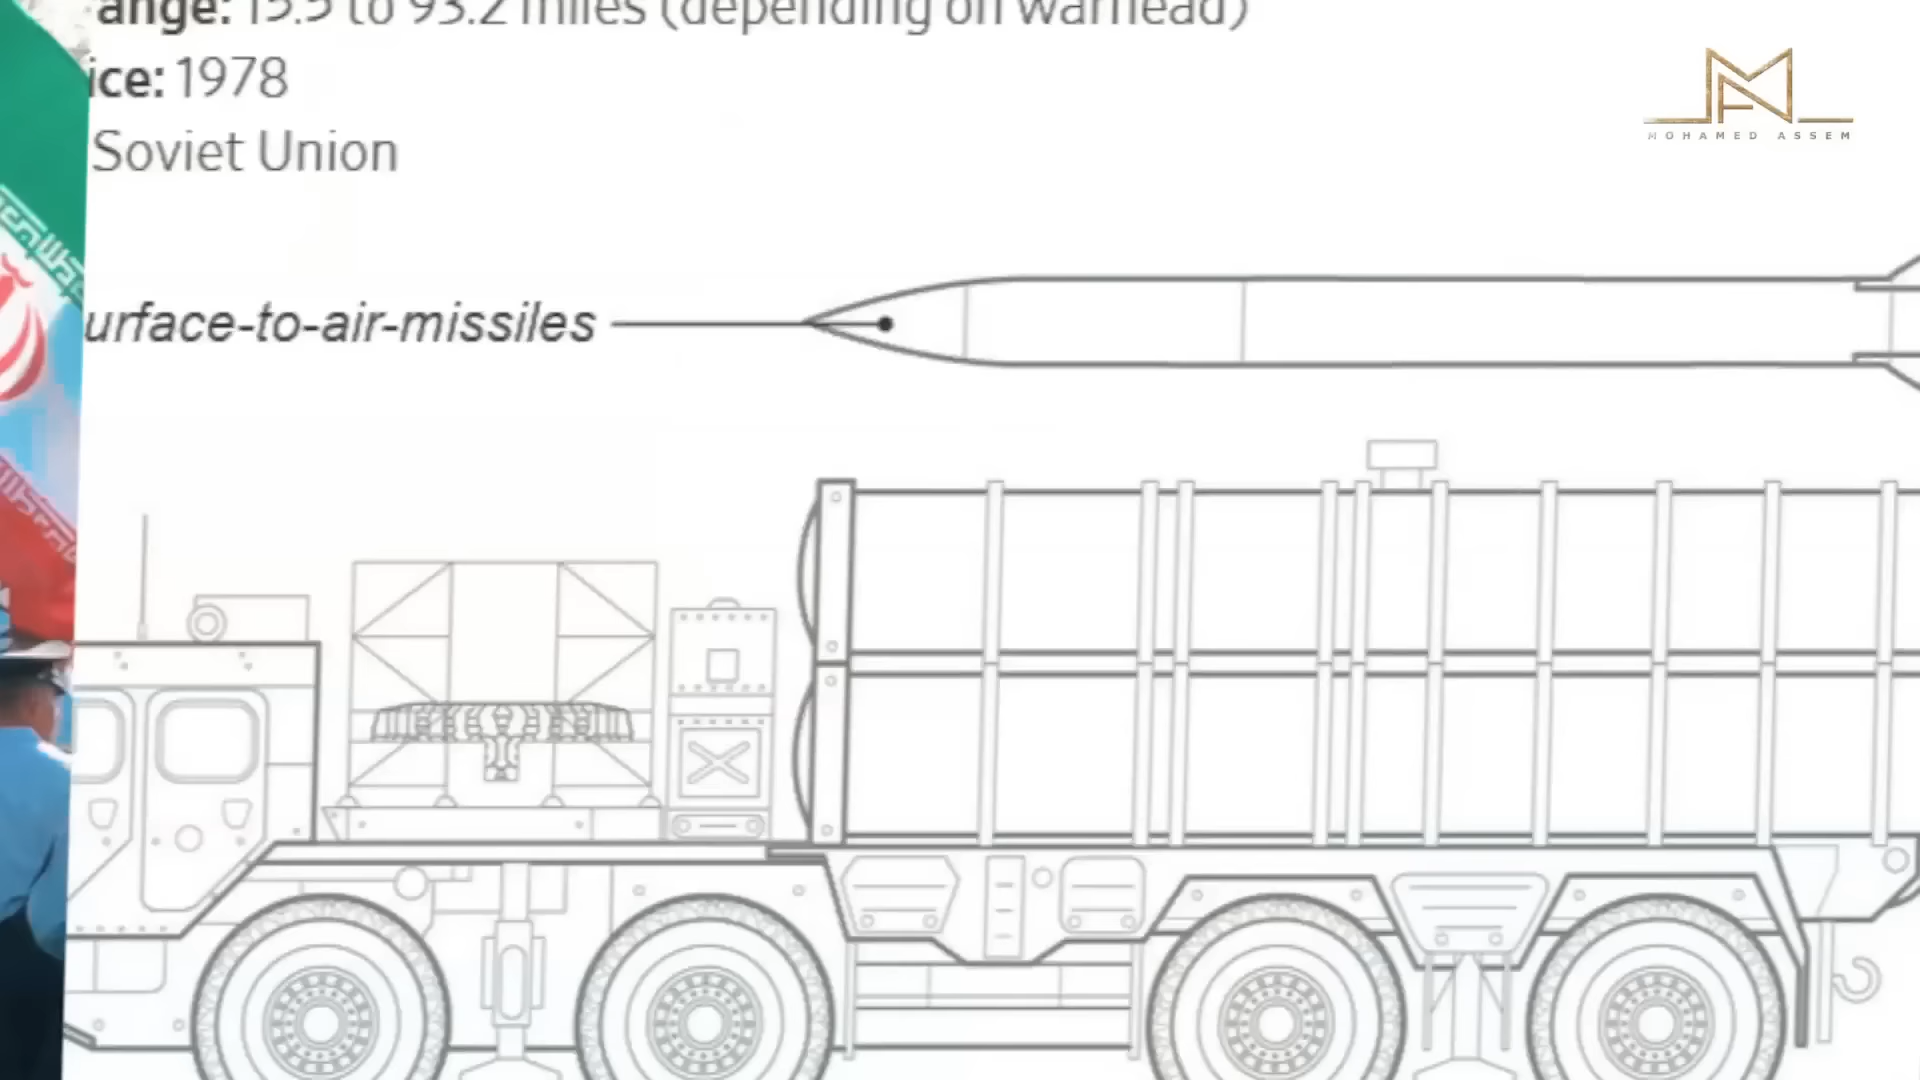 ange: 15.5 to 93.2 miles (depending on warhead)
ice: 1978
Soviet Union
urface-to-air-missiles
MOHAMED ASSEM